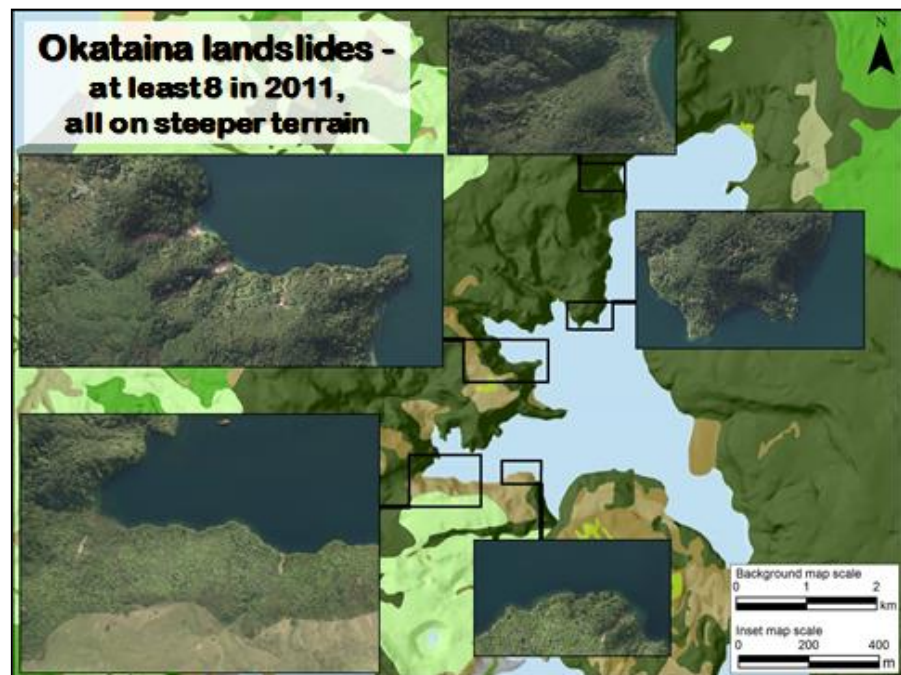 Okataina landslides -
at least 8 in 2011,
all on steeper terrain
N
Background map scale
0 1 2
km
Inset map scale
0 200 400
m